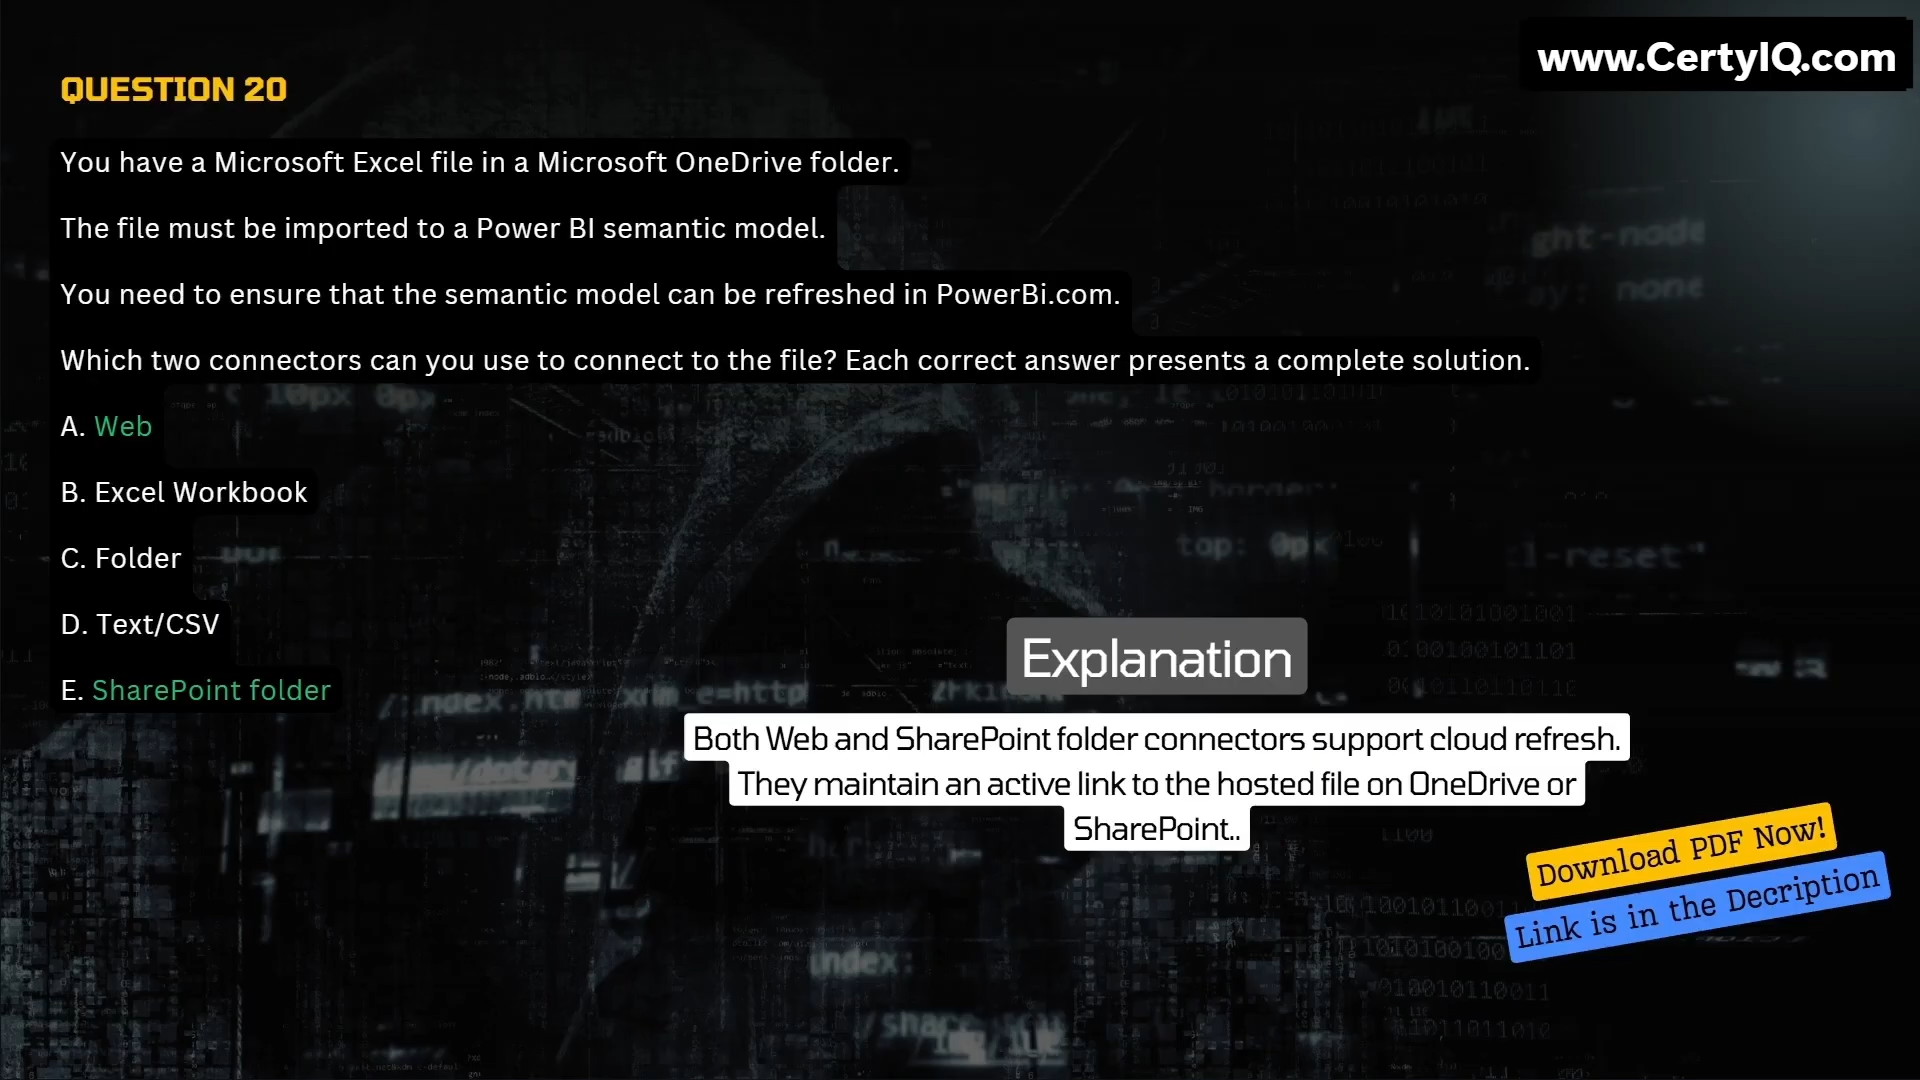 www.CertyIQ.com
QUESTION 20
You have a Microsoft Excel file in a Microsoft OneDrive folder.
The file must be imported to a Power BI semantic model.
You need to ensure that the semantic model can be refreshed in PowerBi.com.
Which two connectors can you use to connect to the file? Each correct answer presents a complete solution.
A. Web
B. Excel Workbook
C. Folder
D. Text/CSV
E. SharePoint folder
Explanation
Both Web and SharePoint folder connectors support cloud refresh.
They maintain an active link to the hosted file on OneDrive or
SharePoint..
Download PDF Now!
Link is in the Decription